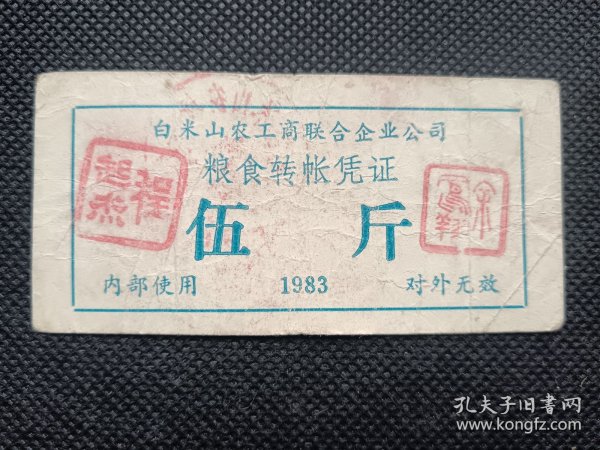 白米山农工商联合企业公司
粮食转帐凭证
伍 斤
内部使用 1983 对外无效
孔夫子旧书网
www.kongfz.com